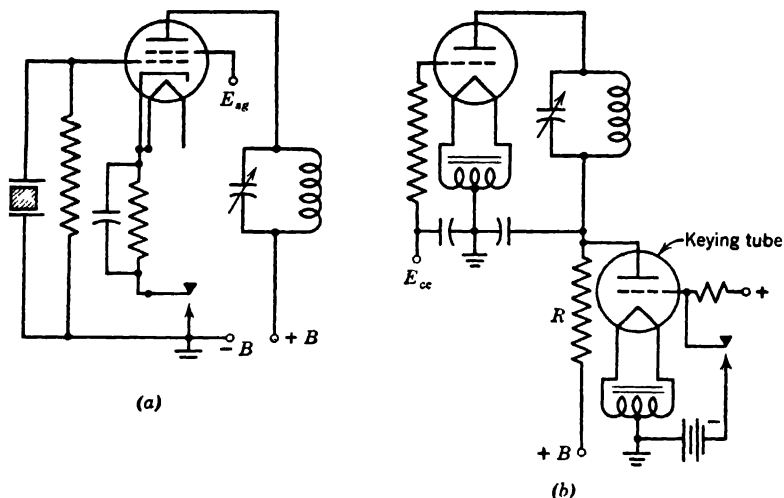 E_sg
− B
+ B
(a)
E_cc
Keying tube
R
+
−
+ B
(b)